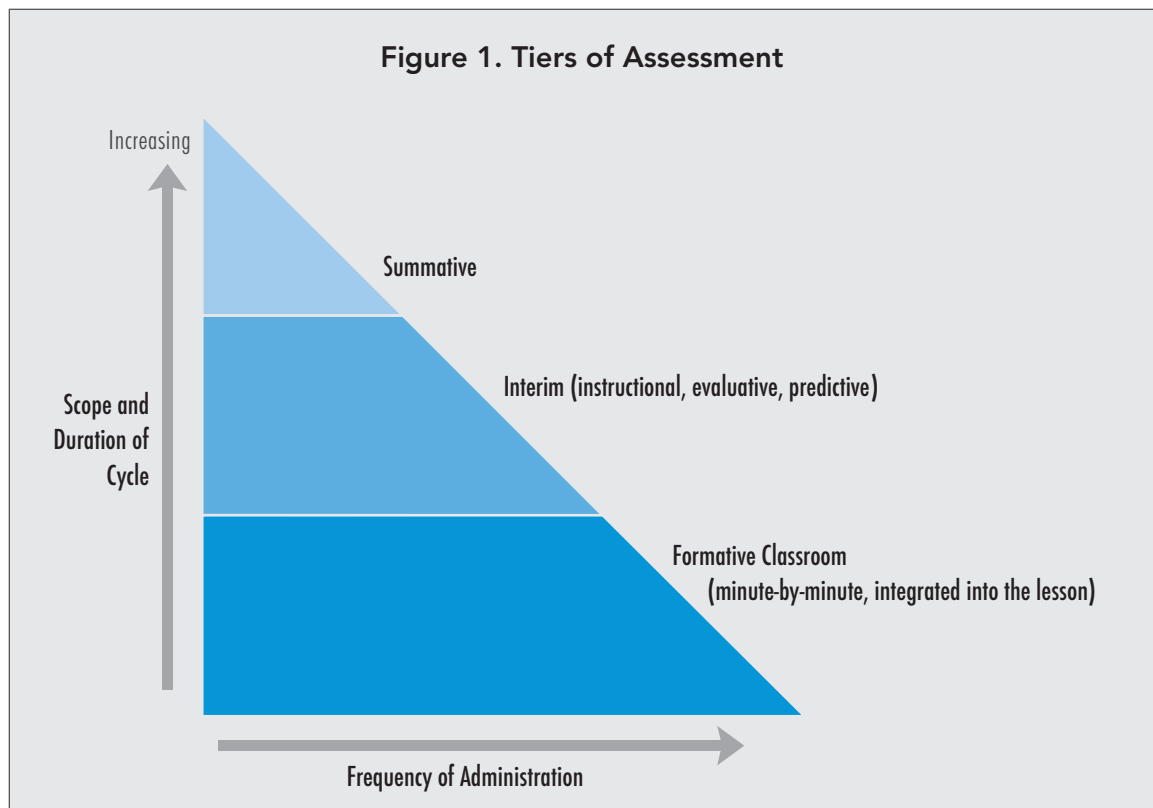 Figure 1. Tiers of Assessment
Increasing
Summative
Interim (instructional, evaluative, predictive)
Scope and
Duration of
Cycle
Formative Classroom
(minute-by-minute, integrated into the lesson)
Frequency of Administration